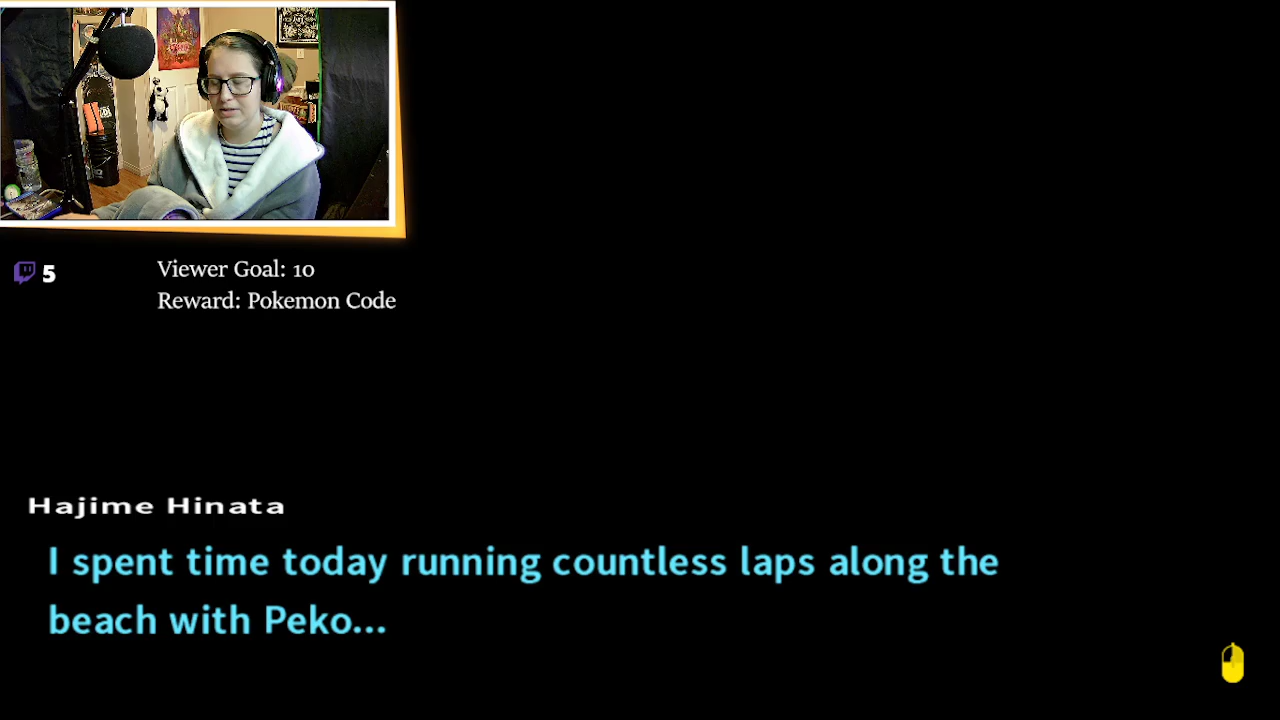 5
Viewer Goal: 10
Reward: Pokemon Code
Hajime Hinata
I spent time today running countless laps along the
beach with Peko...